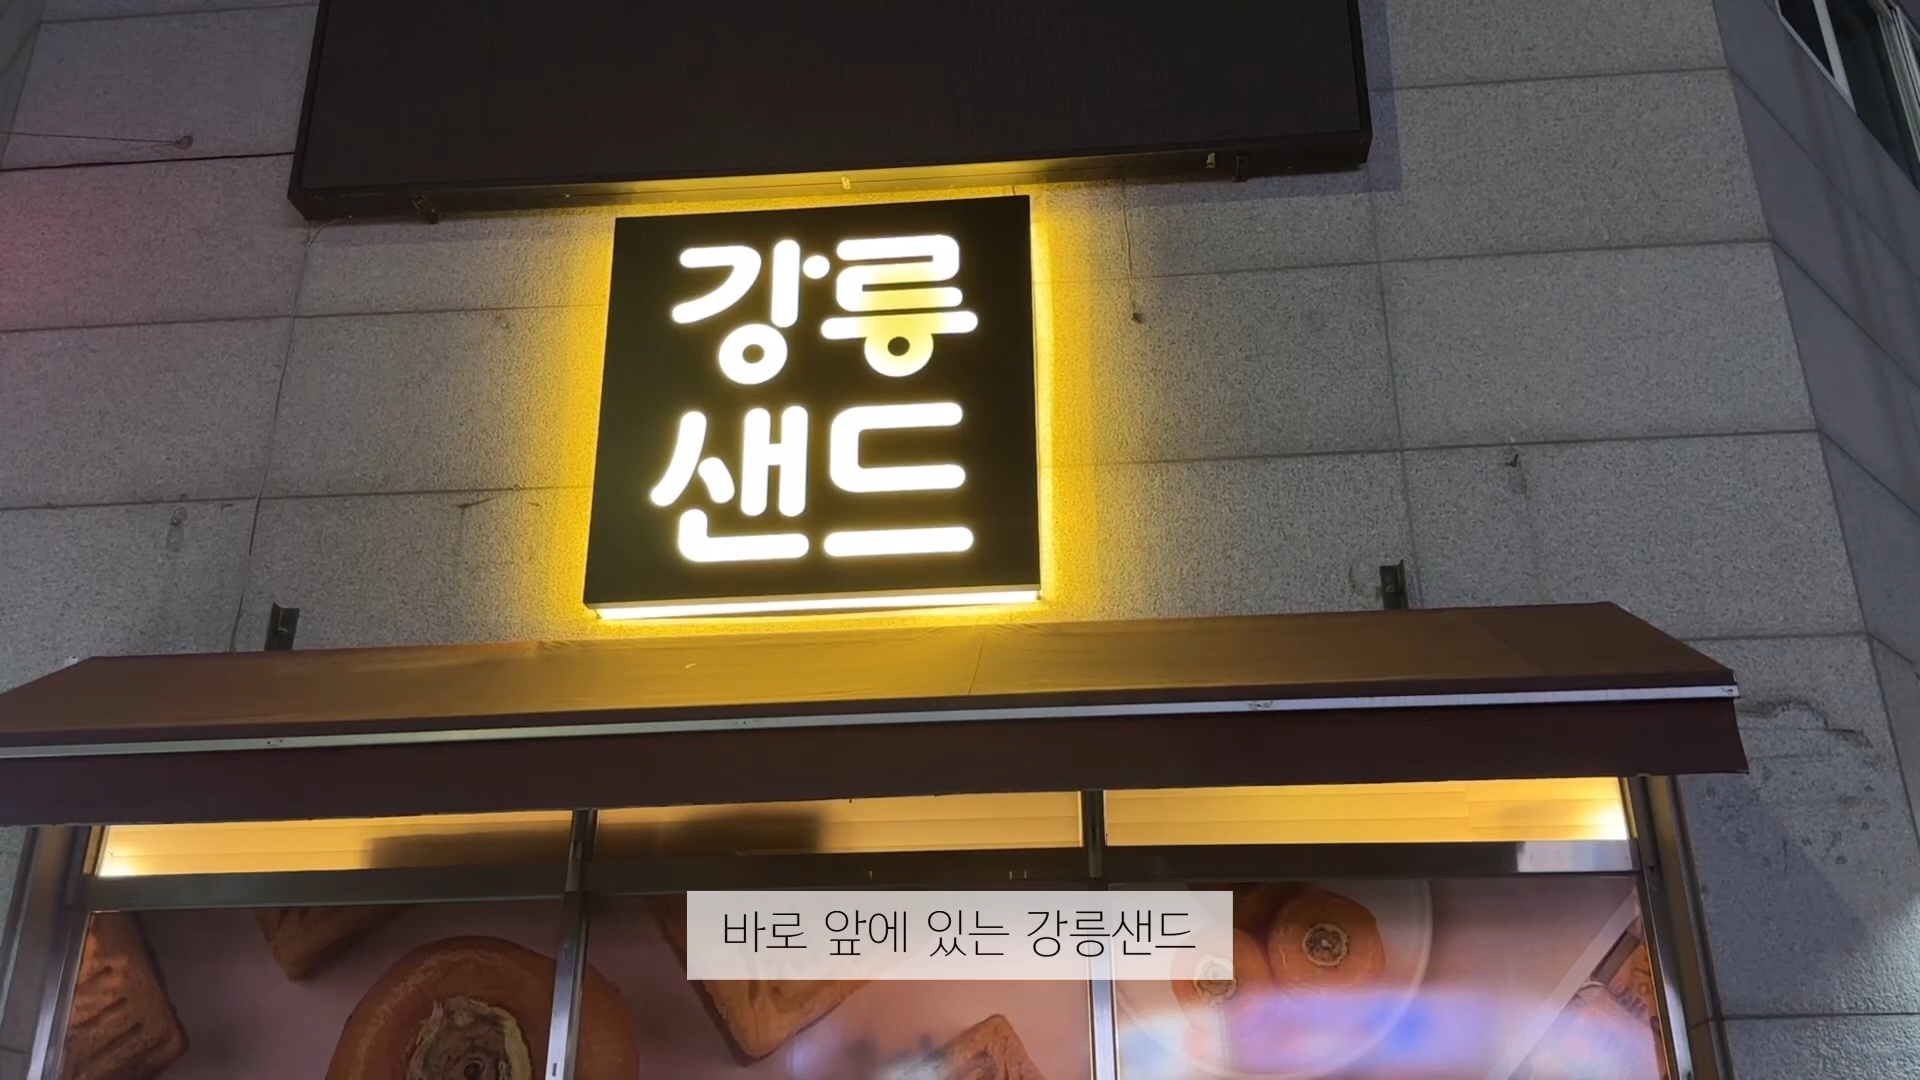 강릉
샌드
바로 앞에 있는 강릉샌드